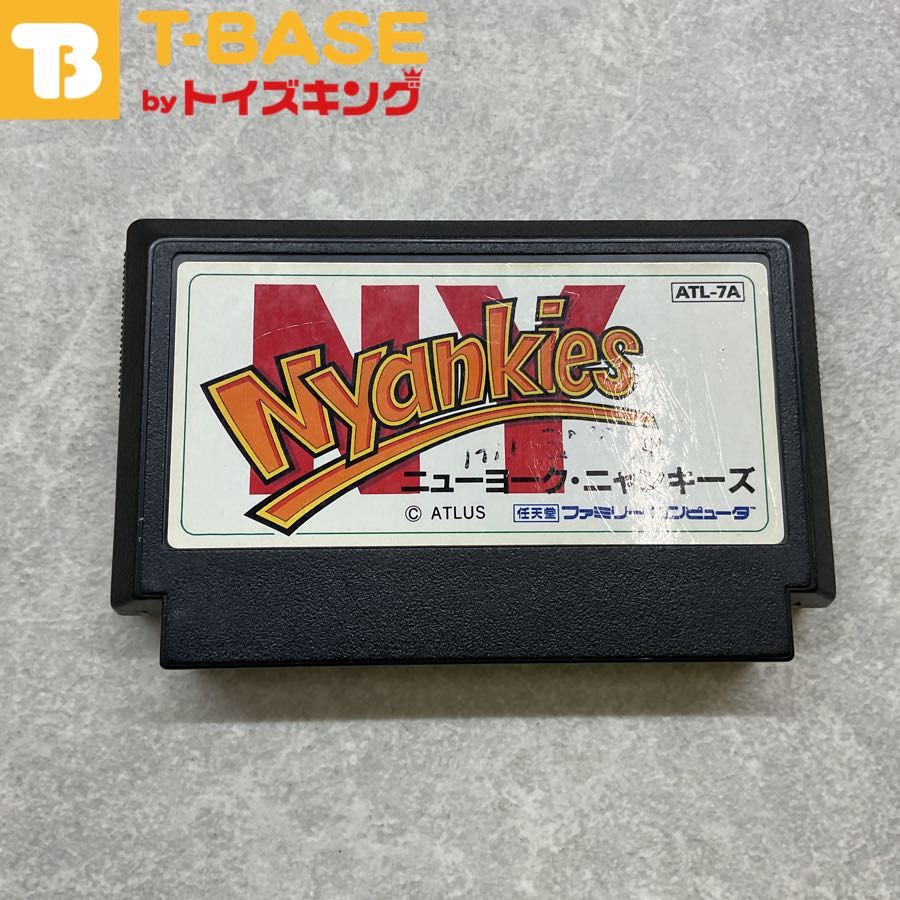 TB
T-BASE
byトイズキング
NY
ATL-7A
Nyankies
ニューヨーク・ニャンキーズ
© ATLUS 任天堂 ファミリーコンピュータ